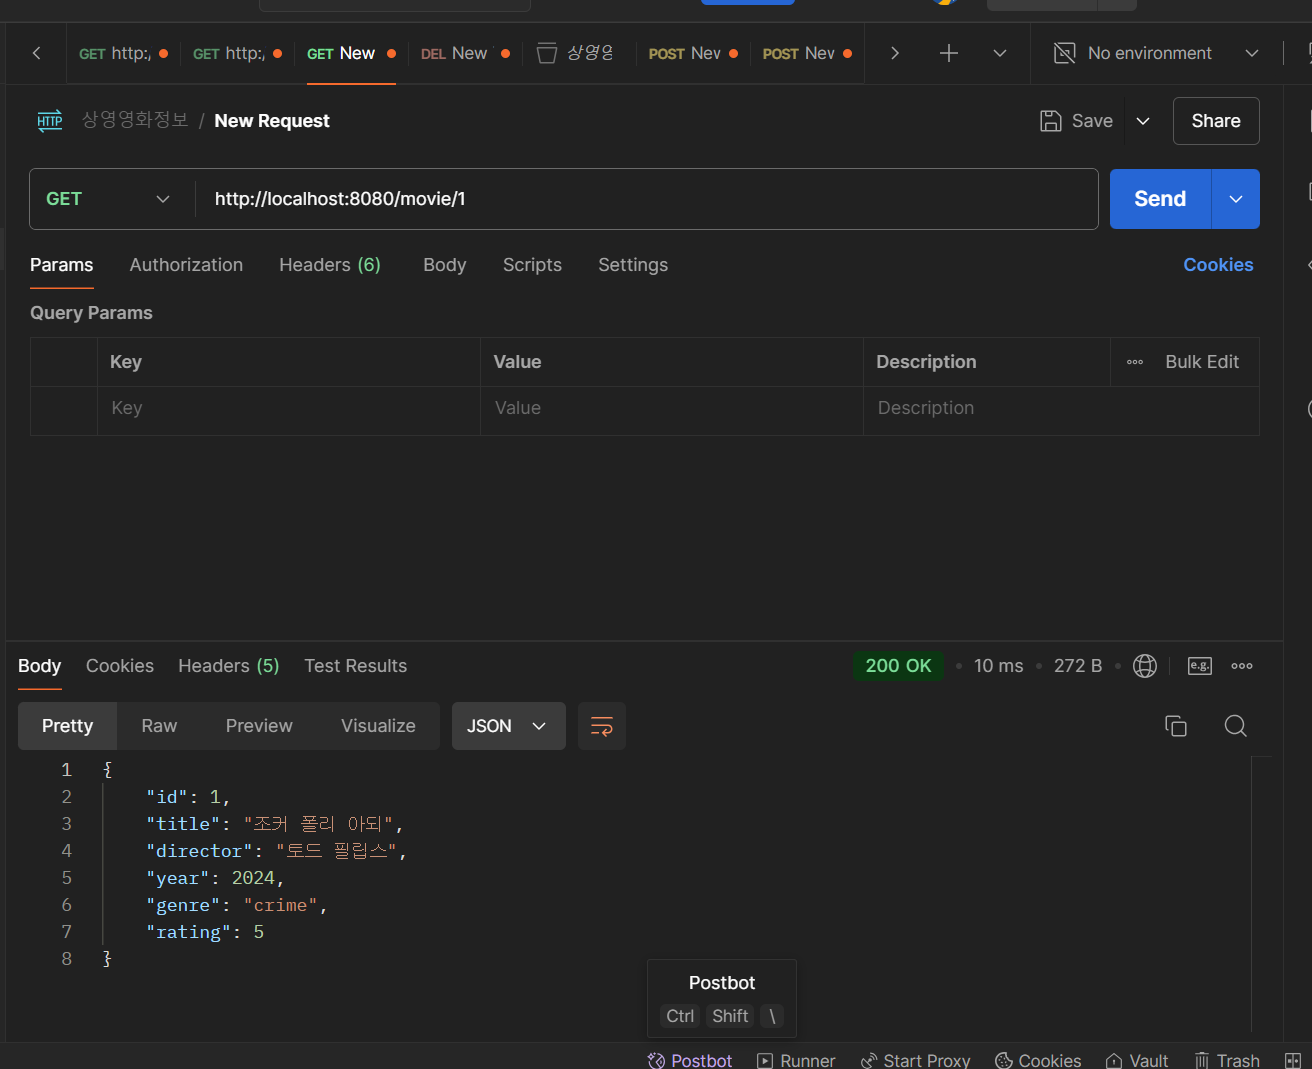 GET http:/ GET http:/ GET New DEL New 상영영 POST Nev POST Nev No environment
HTTP 상영영화정보 / New Request Save Share
GET http://localhost:8080/movie/1 Send
Params Authorization Headers (6) Body Scripts Settings Cookies
Query Params
Key Value Description Bulk Edit
Key Value Description
Body Cookies Headers (5) Test Results 200 OK 10 ms 272 B e.g.
Pretty Raw Preview Visualize JSON
1 {
2 "id": 1,
3 "title": "조커 폴리 아되",
4 "director": "토드 필립스",
5 "year": 2024,
6 "genre": "crime",
7 "rating": 5
8 }
Postbot
Ctrl Shift \
Postbot Runner Start Proxy Cookies Vault Trash